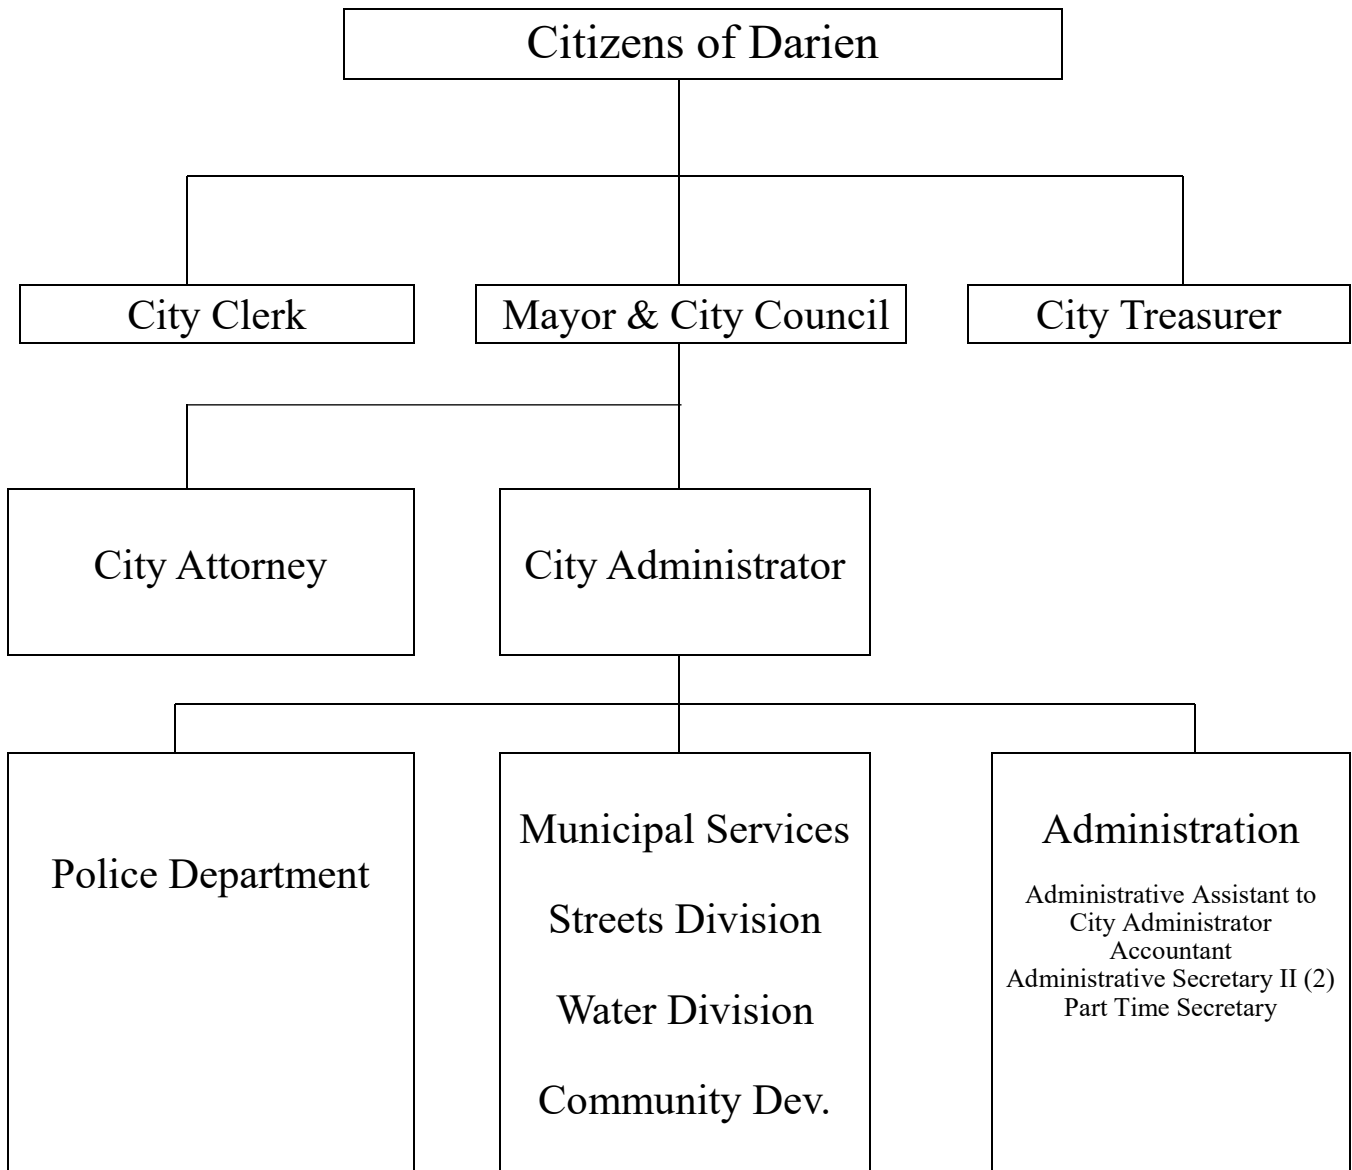 Citizens of Darien
City Clerk
Mayor & City Council
City Treasurer
City Attorney
City Administrator
Police Department
Municipal Services
Streets Division
Water Division
Community Dev.
Administration
Administrative Assistant to
City Administrator
Accountant
Administrative Secretary II (2)
Part Time Secretary